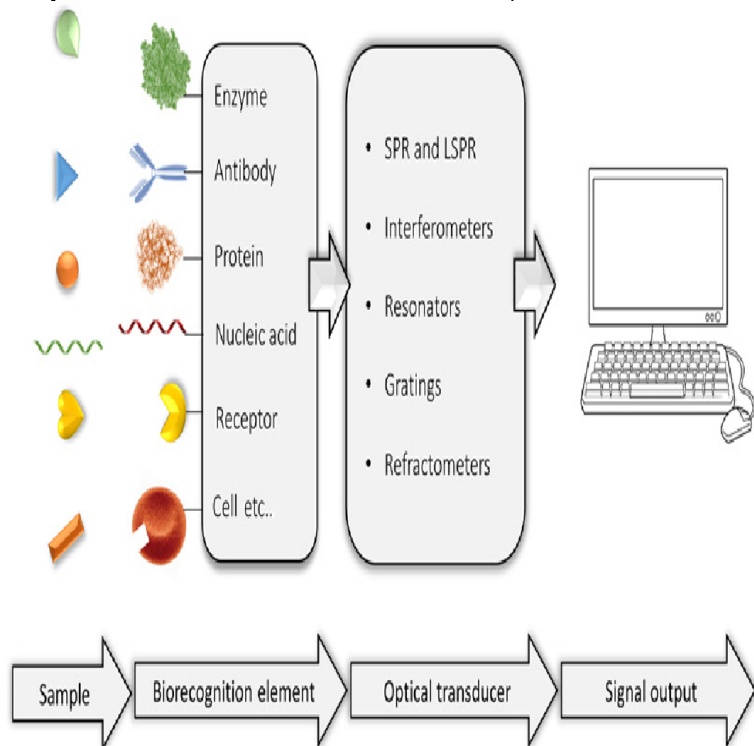 Enzyme
Antibody
Protein
Nucleic acid
Receptor
Cell etc..
• SPR and LSPR
• Interferometers
• Resonators
• Gratings
• Refractometers
Sample
Biorecognition element
Optical transducer
Signal output